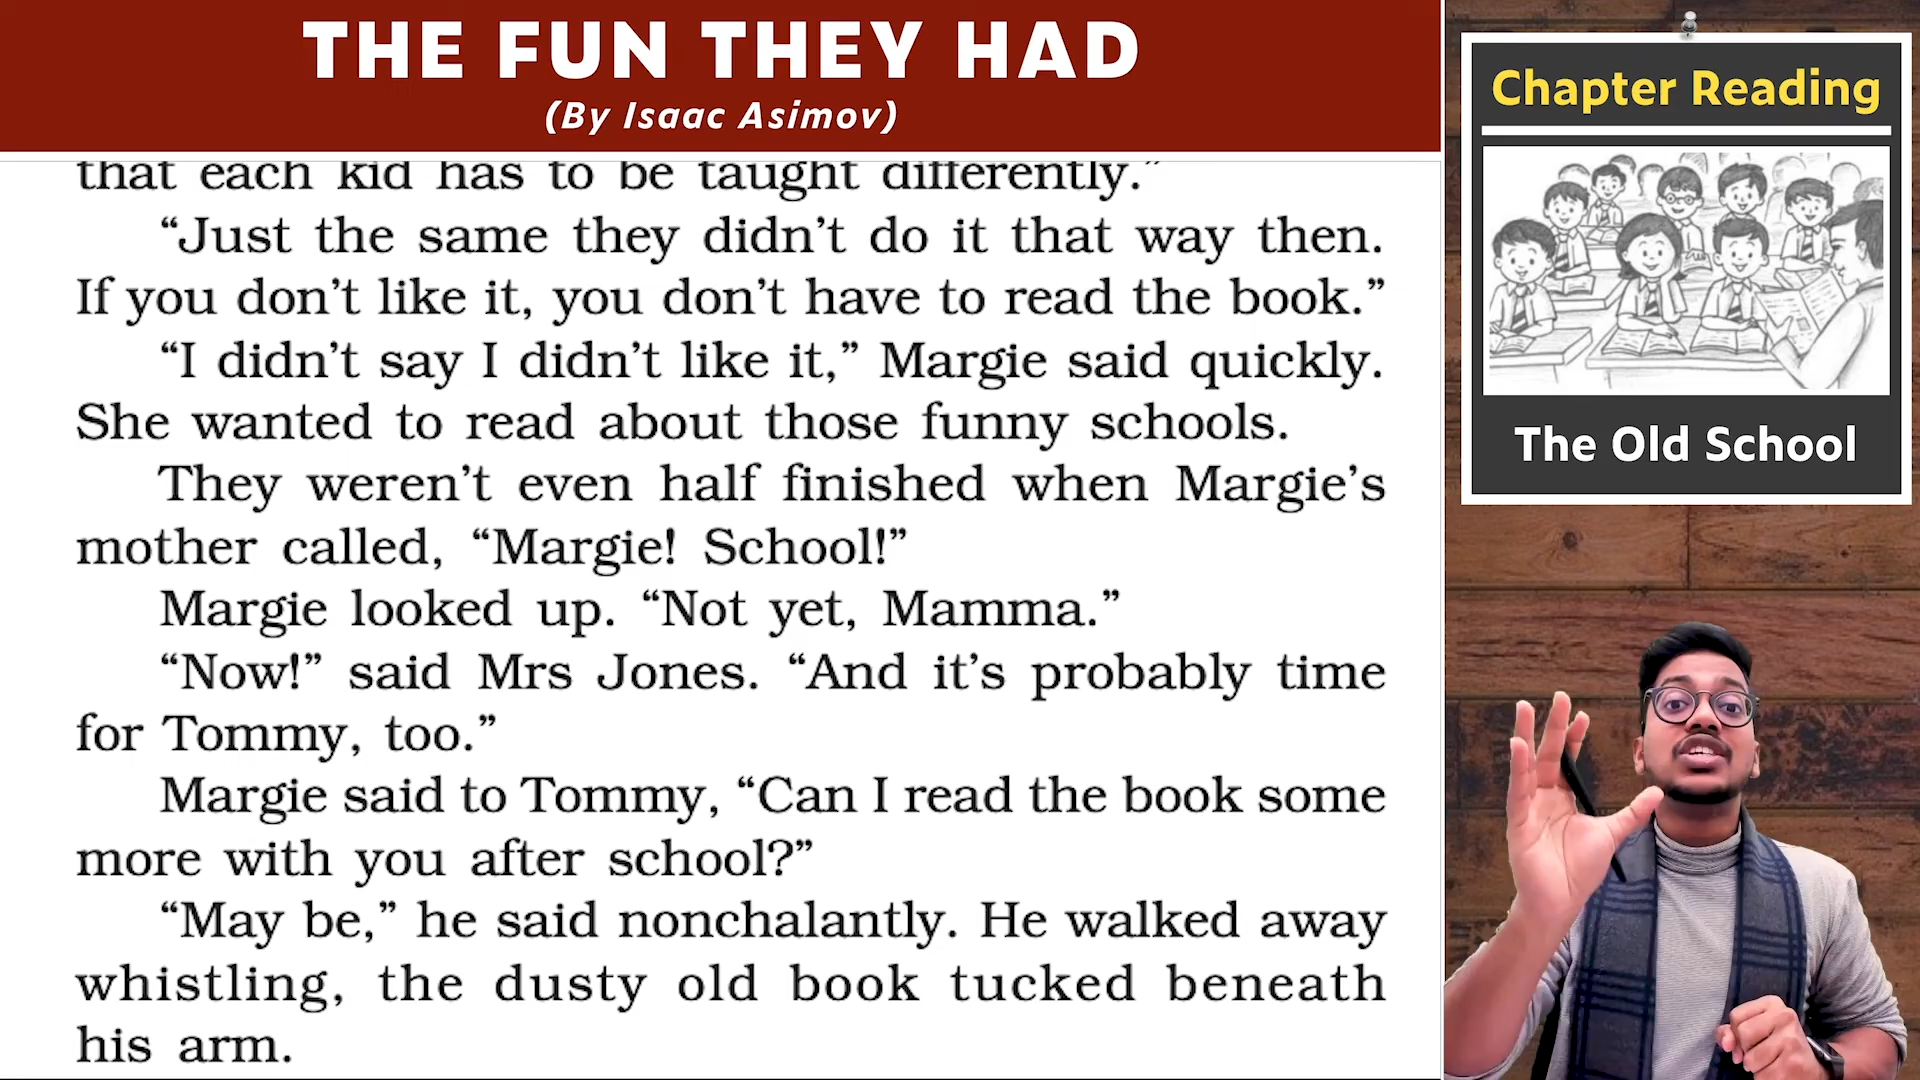 THE FUN THEY HAD
(By Isaac Asimov)
that each kid has to be taught differently.”
“Just the same they didn’t do it that way then.
If you don’t like it, you don’t have to read the book.”
“I didn’t say I didn’t like it,” Margie said quickly.
She wanted to read about those funny schools.
They weren’t even half finished when Margie’s
mother called, “Margie! School!”
Margie looked up. “Not yet, Mamma.”
“Now!” said Mrs Jones. “And it’s probably time
for Tommy, too.”
Margie said to Tommy, “Can I read the book some
more with you after school?”
“May be,” he said nonchalantly. He walked away
whistling, the dusty old book tucked beneath
his arm.
Chapter Reading
The Old School